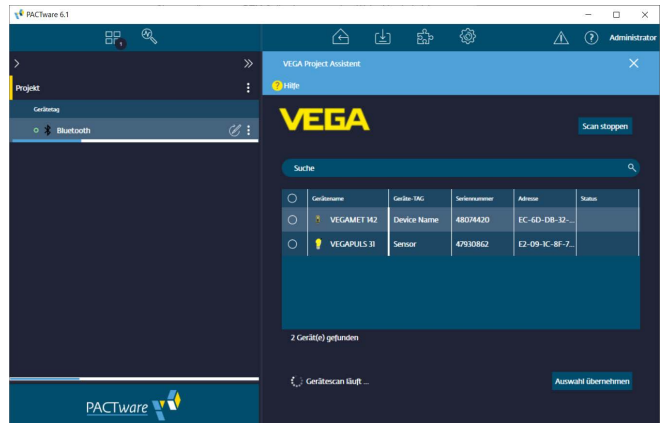 PACTware 6.1
1
? Administrator
VEGA Project Assistent
Projekt
? Hilfe
Gerätetag
VEGA
Bluetooth
Scan stoppen
Suche
Gerätename Geräte-TAG Seriennummer Adresse Status
VEGAMET 142 Device Name 48074420 EC-6D-DB-32-...
VEGAPULS 31 Sensor 47930862 E2-09-1C-8F-7...
2 Gerät(e) gefunden
Gerätescan läuft ...
Auswahl übernehmen
PACTware